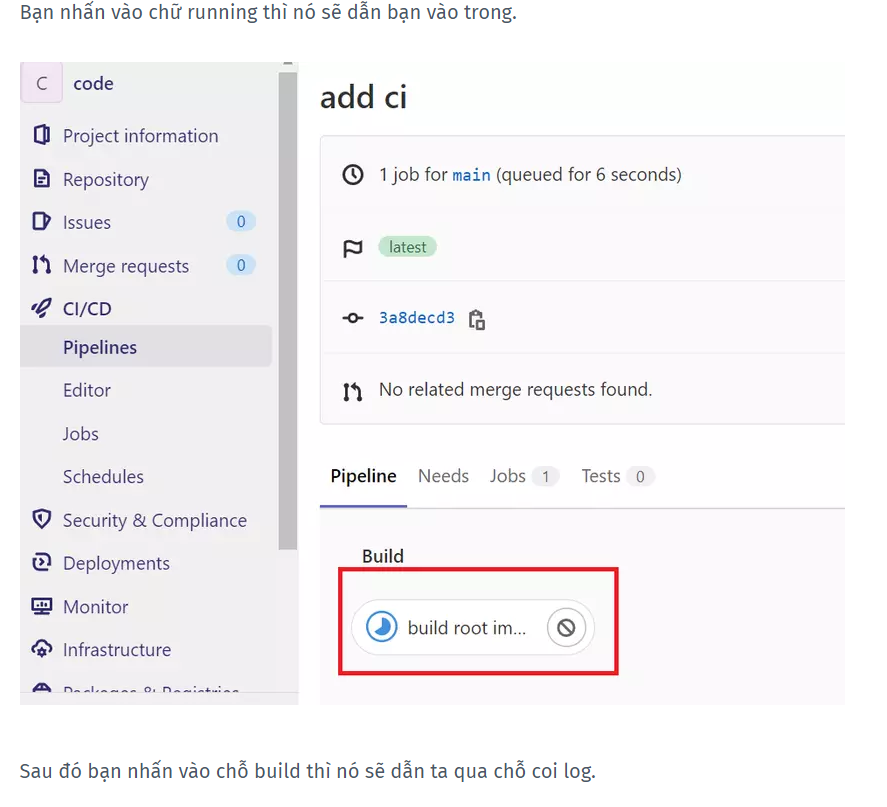 Bạn nhấn vào chữ running thì nó sẽ dẫn bạn vào trong.
C code
Project information
Repository
Issues 0
Merge requests 0
CI/CD
Pipelines
Editor
Jobs
Schedules
Security & Compliance
Deployments
Monitor
Infrastructure
Packages & Registries
add ci
1 job for main (queued for 6 seconds)
latest
3a8decd3
No related merge requests found.
Pipeline Needs Jobs 1 Tests 0
Build
build root im...
Sau đó bạn nhấn vào chỗ build thì nó sẽ dẫn ta qua chỗ coi log.